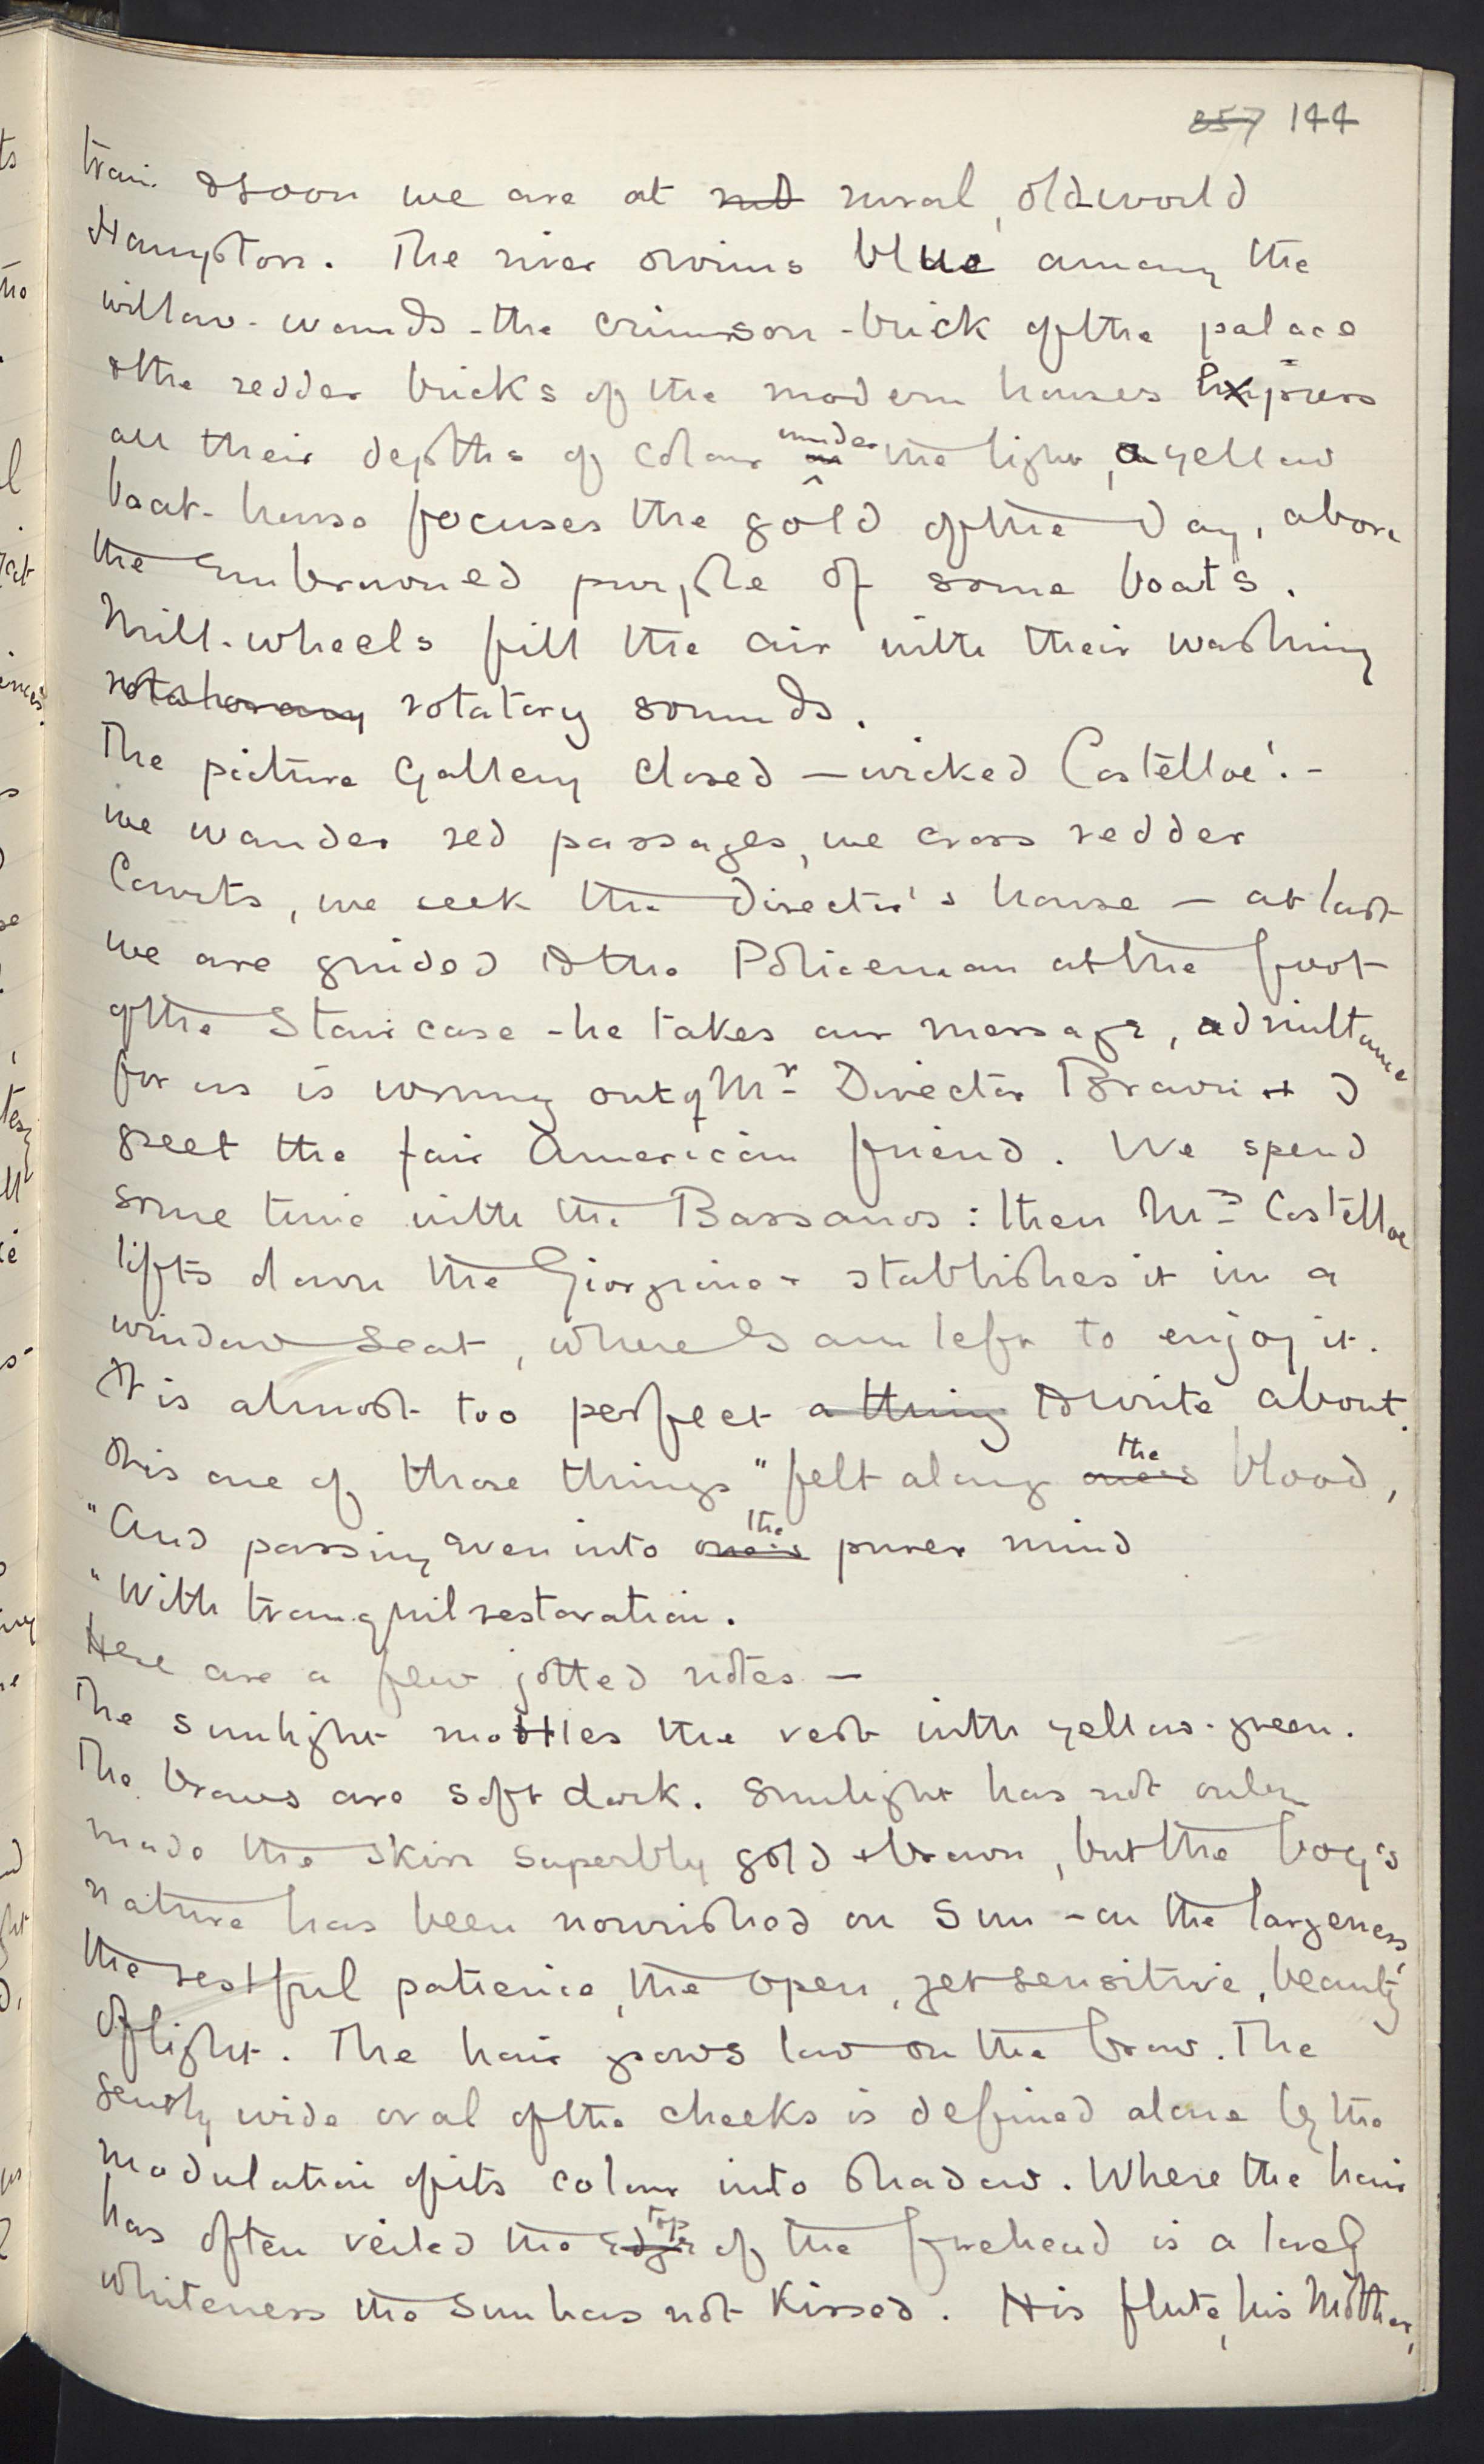 857 144
train & soon we are at rural, oldworld
Hampton. The river swims blue among the
willow-wands - the crimson-brick of the palace
& the redder bricks of the modern houses express
all their depths of colour under the light, a yellow
boat-house focuses the gold of the day, above
the embrowned purple of some boats.
Mill-wheels fill the air with their washing
rotatory sounds.
The picture Gallery closed — wicked Costelloe! -
we wander red passages, we cross redder
Courts, we seek the Director's house — at last
we are guided to the Policeman at the foot
of the Staircase - he takes our message, admittance
for us is wrung out of Mr Director & I
greet the fair American friend. We spend
some time with the Bassanos: then Mrs Costelloe
lifts down the Giorgione & stablishes it in a
window seat, where I am left to enjoy it.
It is almost too perfect a thing to write about.
It is one of those things "felt along one's the blood,
"And passing even into one's the purer mind
"With tranquil restoration.
Here are a few jotted notes —
The sunlight mottles the vest with yellow-green.
The brows are soft dark. Sunlight has not only
made the skin superbly gold & brown, but the boy's
nature has been nourished on Sun - on the largeness,
the restful patience, the open, yet sensitive, beauty
of light. The hair grows low on the brow. The
gently wide oval of the cheeks is defined alone by the
modulation of its colour into shadow. Where the hair
has often veiled the edge top of the forehead is a level
whiteness the Sun has not Kissed. His flute, his Mother,